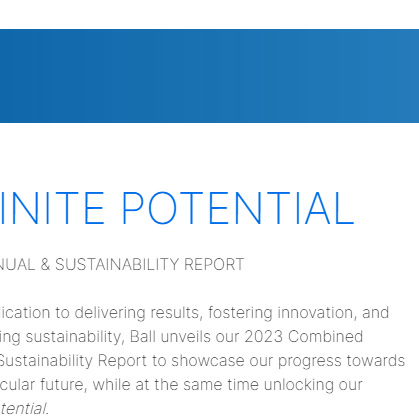 INITE POTENTIAL
NUAL & SUSTAINABILITY REPORT
ication to delivering results, fostering innovation, and
ing sustainability, Ball unveils our 2023 Combined
Sustainability Report to showcase our progress towards
cular future, while at the same time unlocking our
tential.